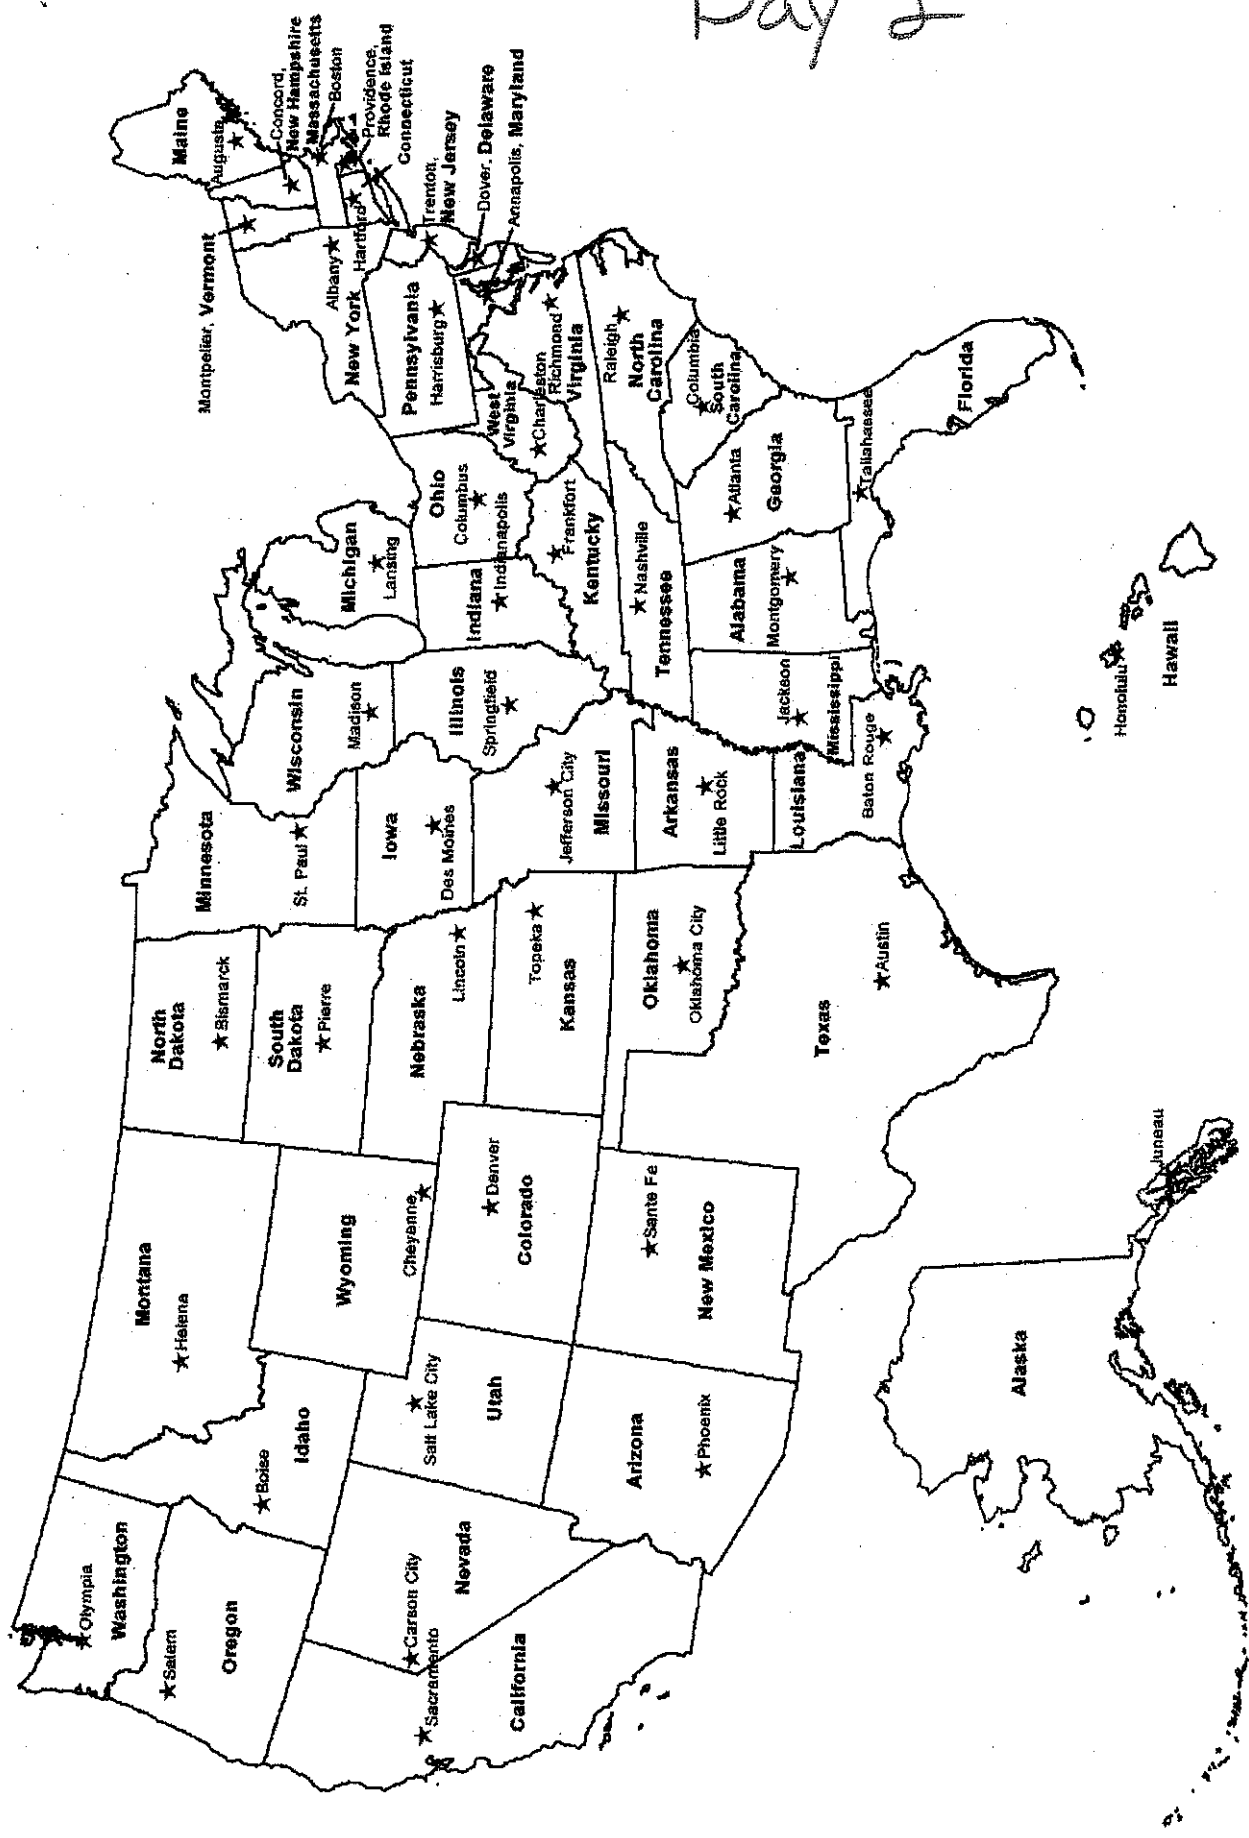 Day 2
Olympia
Washington
Salem
Oregon
Montana
Helena
Boise
Idaho
Wyoming
Cheyenne
North
Dakota
Bismarck
South
Dakota
Pierre
Minnesota
St. Paul
Wisconsin
Madison
Michigan
Lansing
Montpelier, Vermont
Maine
Augusta
Concord,
New Hampshire
Massachusetts
Boston
Providence,
Rhode Island
Connecticut
Hartford
Albany
New York
Pennsylvania
Harrisburg
Trenton,
New Jersey
Dover, Delaware
Annapolis, Maryland
Carson City
Nevada
Sacramento
California
Salt Lake City
Utah
Denver
Colorado
Nebraska
Lincoln
Topeka
Kansas
Iowa
Des Moines
Illinois
Springfield
Indiana
Indianapolis
Ohio
Columbus
West
Virginia
Charleston
Richmond
Virginia
Jefferson City
Missouri
Frankfort
Kentucky
Raleigh
North
Carolina
Nashville
Tennessee
Columbia
South
Carolina
Arizona
Phoenix
Sante Fe
New Mexico
Oklahoma
Oklahoma City
Arkansas
Little Rock
Texas
Austin
Louisiana
Baton Rouge
Jackson
Mississippi
Alabama
Montgomery
Atlanta
Georgia
Tallahassee
Florida
Alaska
Juneau
Honolulu
Hawaii